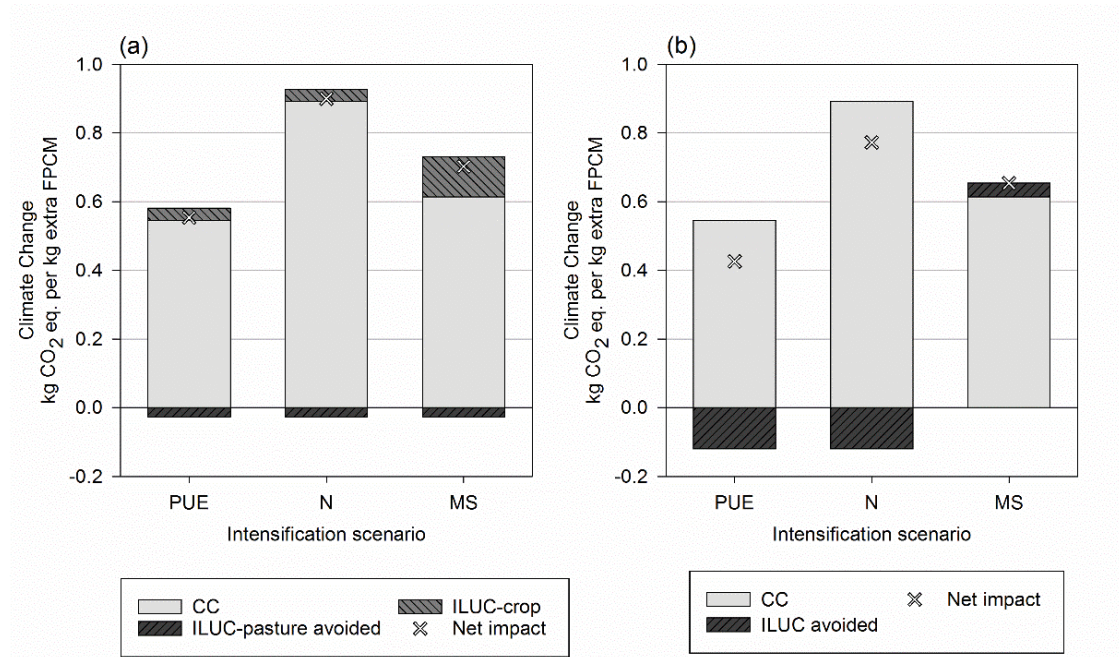 (a)
Climate Change
kg CO2 eq. per kg extra FPCM
1.0
0.8
0.6
0.4
0.2
0.0
-0.2
PUE N MS
Intensification scenario
CC
ILUC-crop
ILUC-pasture avoided
Net impact
(b)
Climate Change
kg CO2 eq. per kg extra FPCM
1.0
0.8
0.6
0.4
0.2
0.0
-0.2
PUE N MS
Intensification scenario
CC
Net impact
ILUC avoided